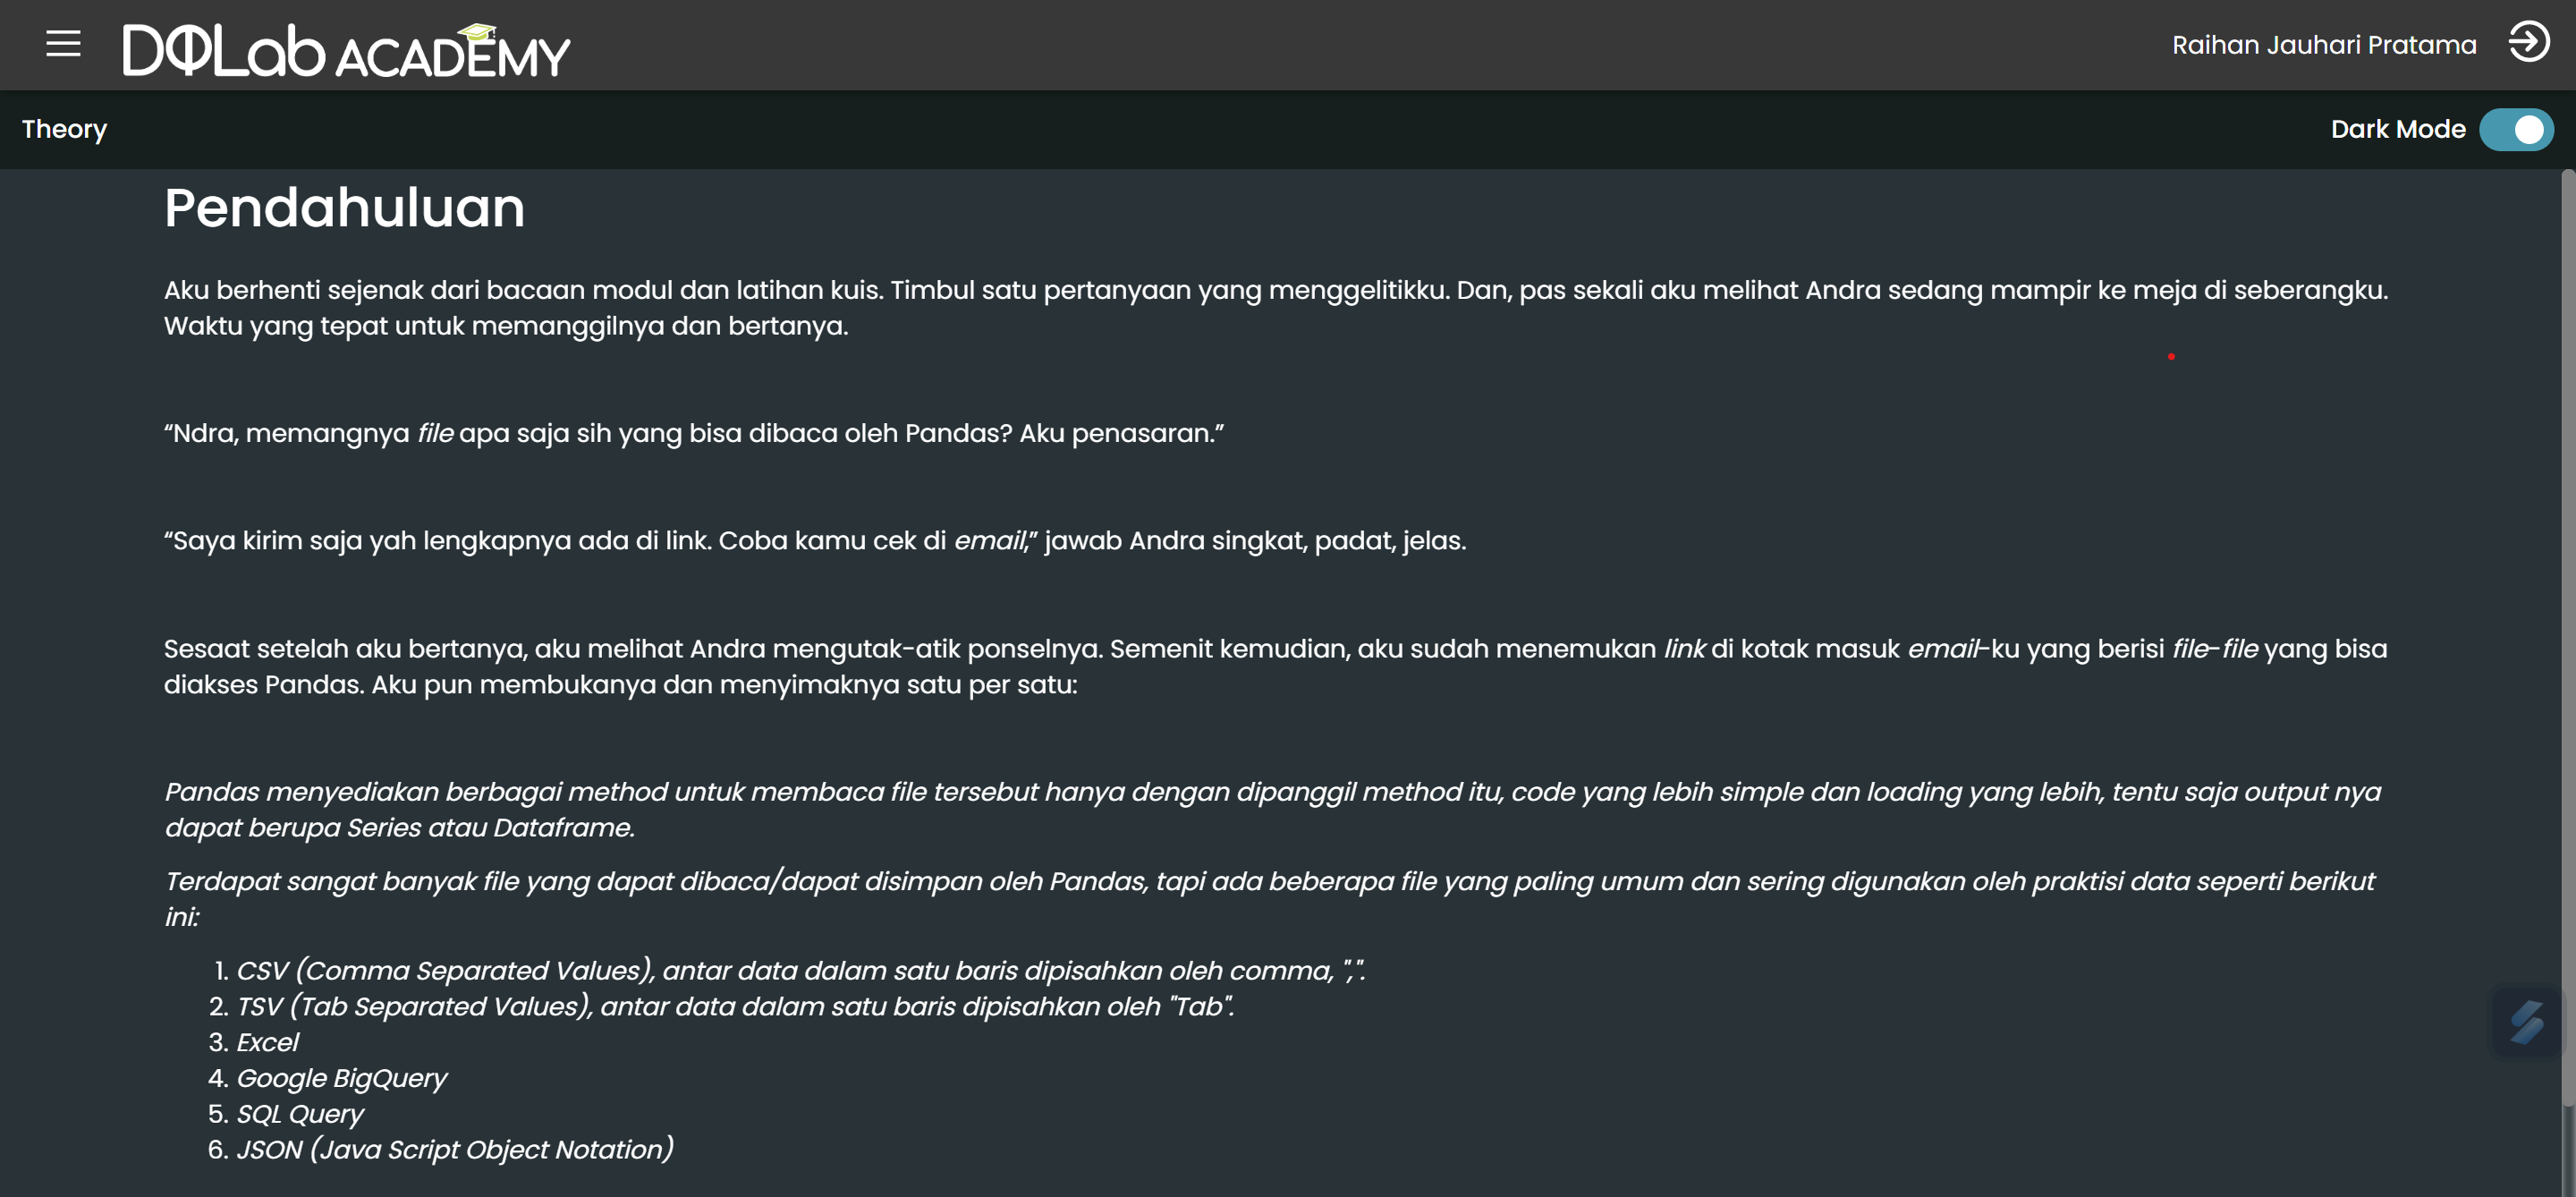 DQLab ACADEMY
Raihan Jauhari Pratama
Theory
Dark Mode
Pendahuluan
Aku berhenti sejenak dari bacaan modul dan latihan kuis. Timbul satu pertanyaan yang menggelitikku. Dan, pas sekali aku melihat Andra sedang mampir ke meja di seberangku.
Waktu yang tepat untuk memanggilnya dan bertanya.
“Ndra, memangnya file apa saja sih yang bisa dibaca oleh Pandas? Aku penasaran.”
“Saya kirim saja yah lengkapnya ada di link. Coba kamu cek di email,” jawab Andra singkat, padat, jelas.
Sesaat setelah aku bertanya, aku melihat Andra mengutak-atik ponselnya. Semenit kemudian, aku sudah menemukan link di kotak masuk email-ku yang berisi file-file yang bisa
diakses Pandas. Aku pun membukanya dan menyimaknya satu per satu:
Pandas menyediakan berbagai method untuk membaca file tersebut hanya dengan dipanggil method itu, code yang lebih simple dan loading yang lebih, tentu saja output nya
dapat berupa Series atau Dataframe.
Terdapat sangat banyak file yang dapat dibaca/dapat disimpan oleh Pandas, tapi ada beberapa file yang paling umum dan sering digunakan oleh praktisi data seperti berikut
ini:
1. CSV (Comma Separated Values), antar data dalam satu baris dipisahkan oleh comma, ",".
2. TSV (Tab Separated Values), antar data dalam satu baris dipisahkan oleh "Tab".
3. Excel
4. Google BigQuery
5. SQL Query
6. JSON (Java Script Object Notation)